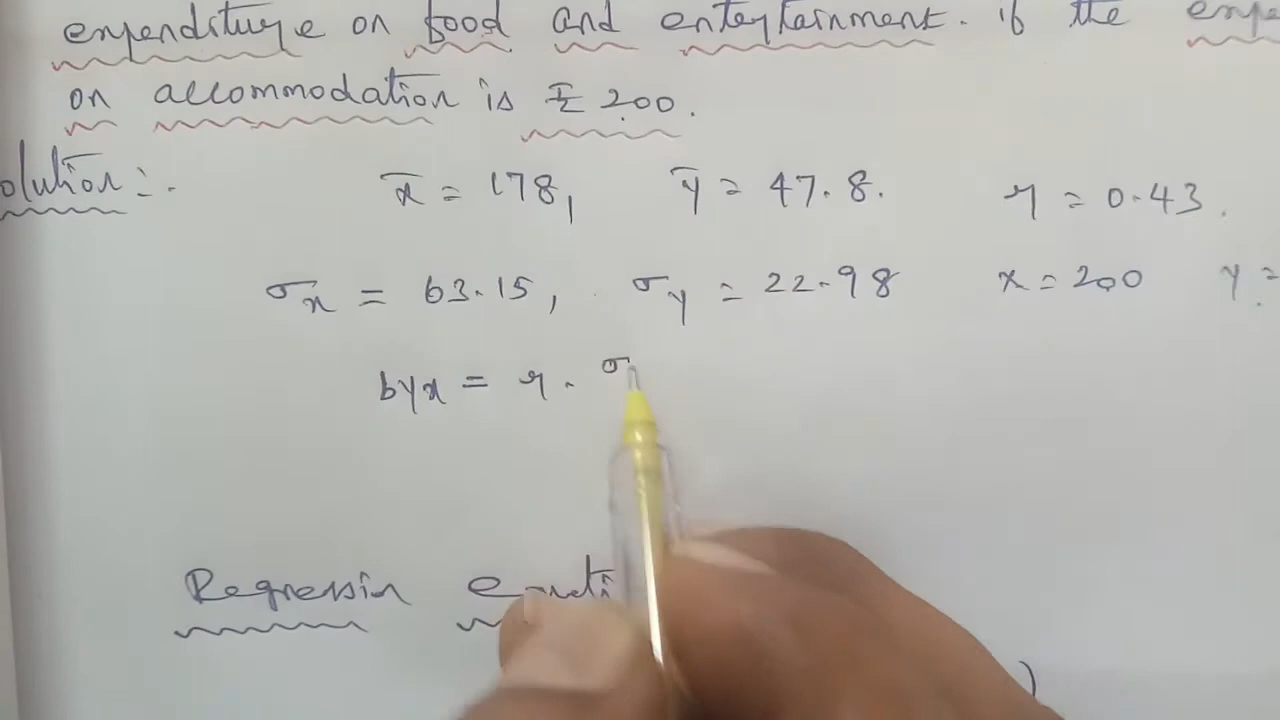 expenditure on food and entertainment. if the
on accommodation is ₹ 200.
olution:-.
x̄ = 178, ȳ = 47.8. r = 0.43.
σx = 63.15, σy = 22.98 x = 200 y =
byx = r. σ
Regression
)